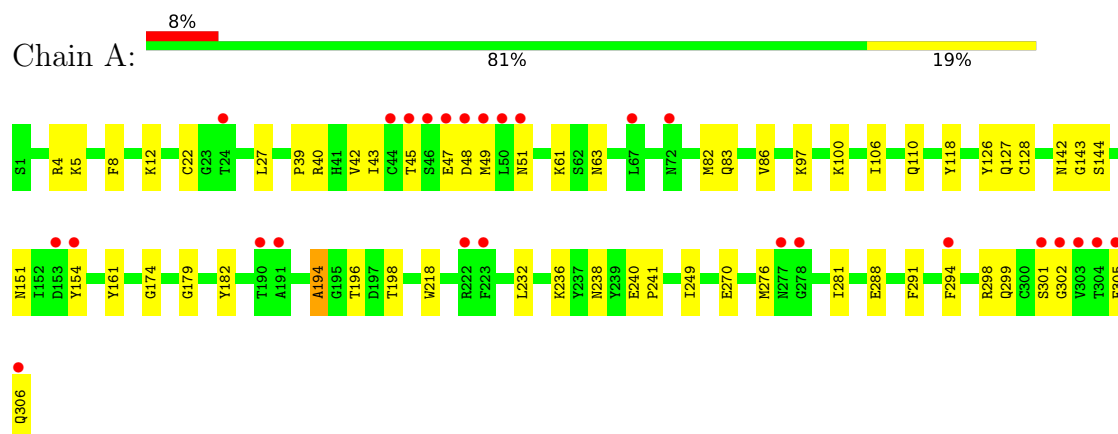 8%
Chain A:
81% 19%
S1 R4 K5 F8 K12 C22 G23 T24 L27 P39 R40 H41 V42 I43 C44 T45 S46 E47 D48 M49 L50 N51 K61 S62 N63 L67 N72 M82 Q83 V86 K97 K100 I106 Q110 Y118 Y126 Q127 C128 N142 G143 S144
N151 I152 D153 Y154 Y161 G174 G179 Y182 T190 A191 A194 G195 T196 D197 T198 W218 R222 F223 L232 K236 Y237 N238 Y239 E240 P241 I249 E270 M276 N277 G278 I281 E288 F291 F294 R298 Q299 C300 S301 G302 V303 T304
Q306